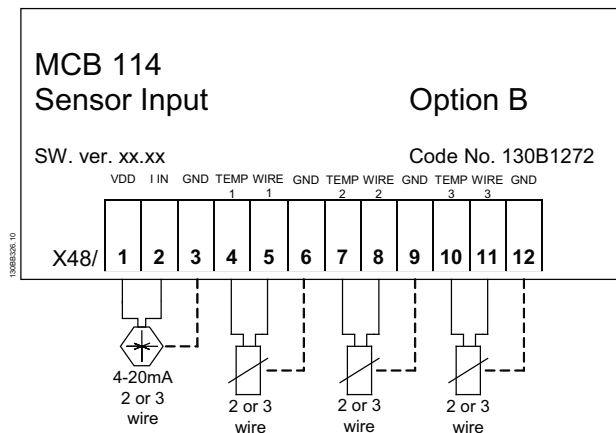 MCB 114
Sensor Input
Option B
SW. ver. xx.xx
Code No. 130B1272
VDD I IN GND TEMP 1 WIRE 1 GND TEMP 2 WIRE 2 GND TEMP 3 WIRE 3 GND
X48/ 1 2 3 4 5 6 7 8 9 10 11 12
130BB326.10
4-20mA
2 or 3
wire
2 or 3
wire
2 or 3
wire
2 or 3
wire